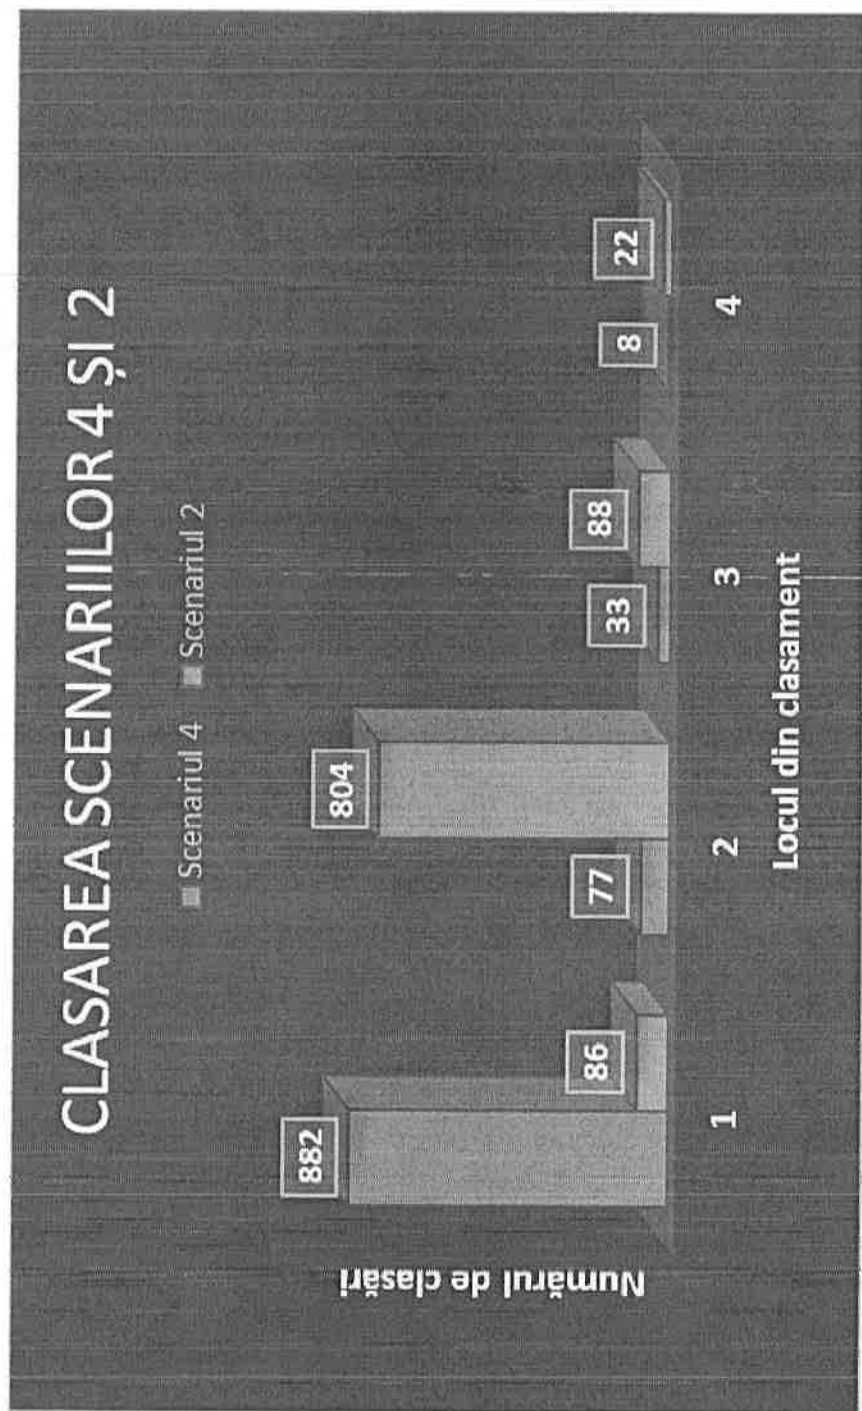 CLASAREA SCENARIILOR 4 ȘI 2
Scenariul 4 Scenariul 2
Numărul de clasări
882
86
77
804
33
88
8
22
1 2 3 4
Locul din clasament